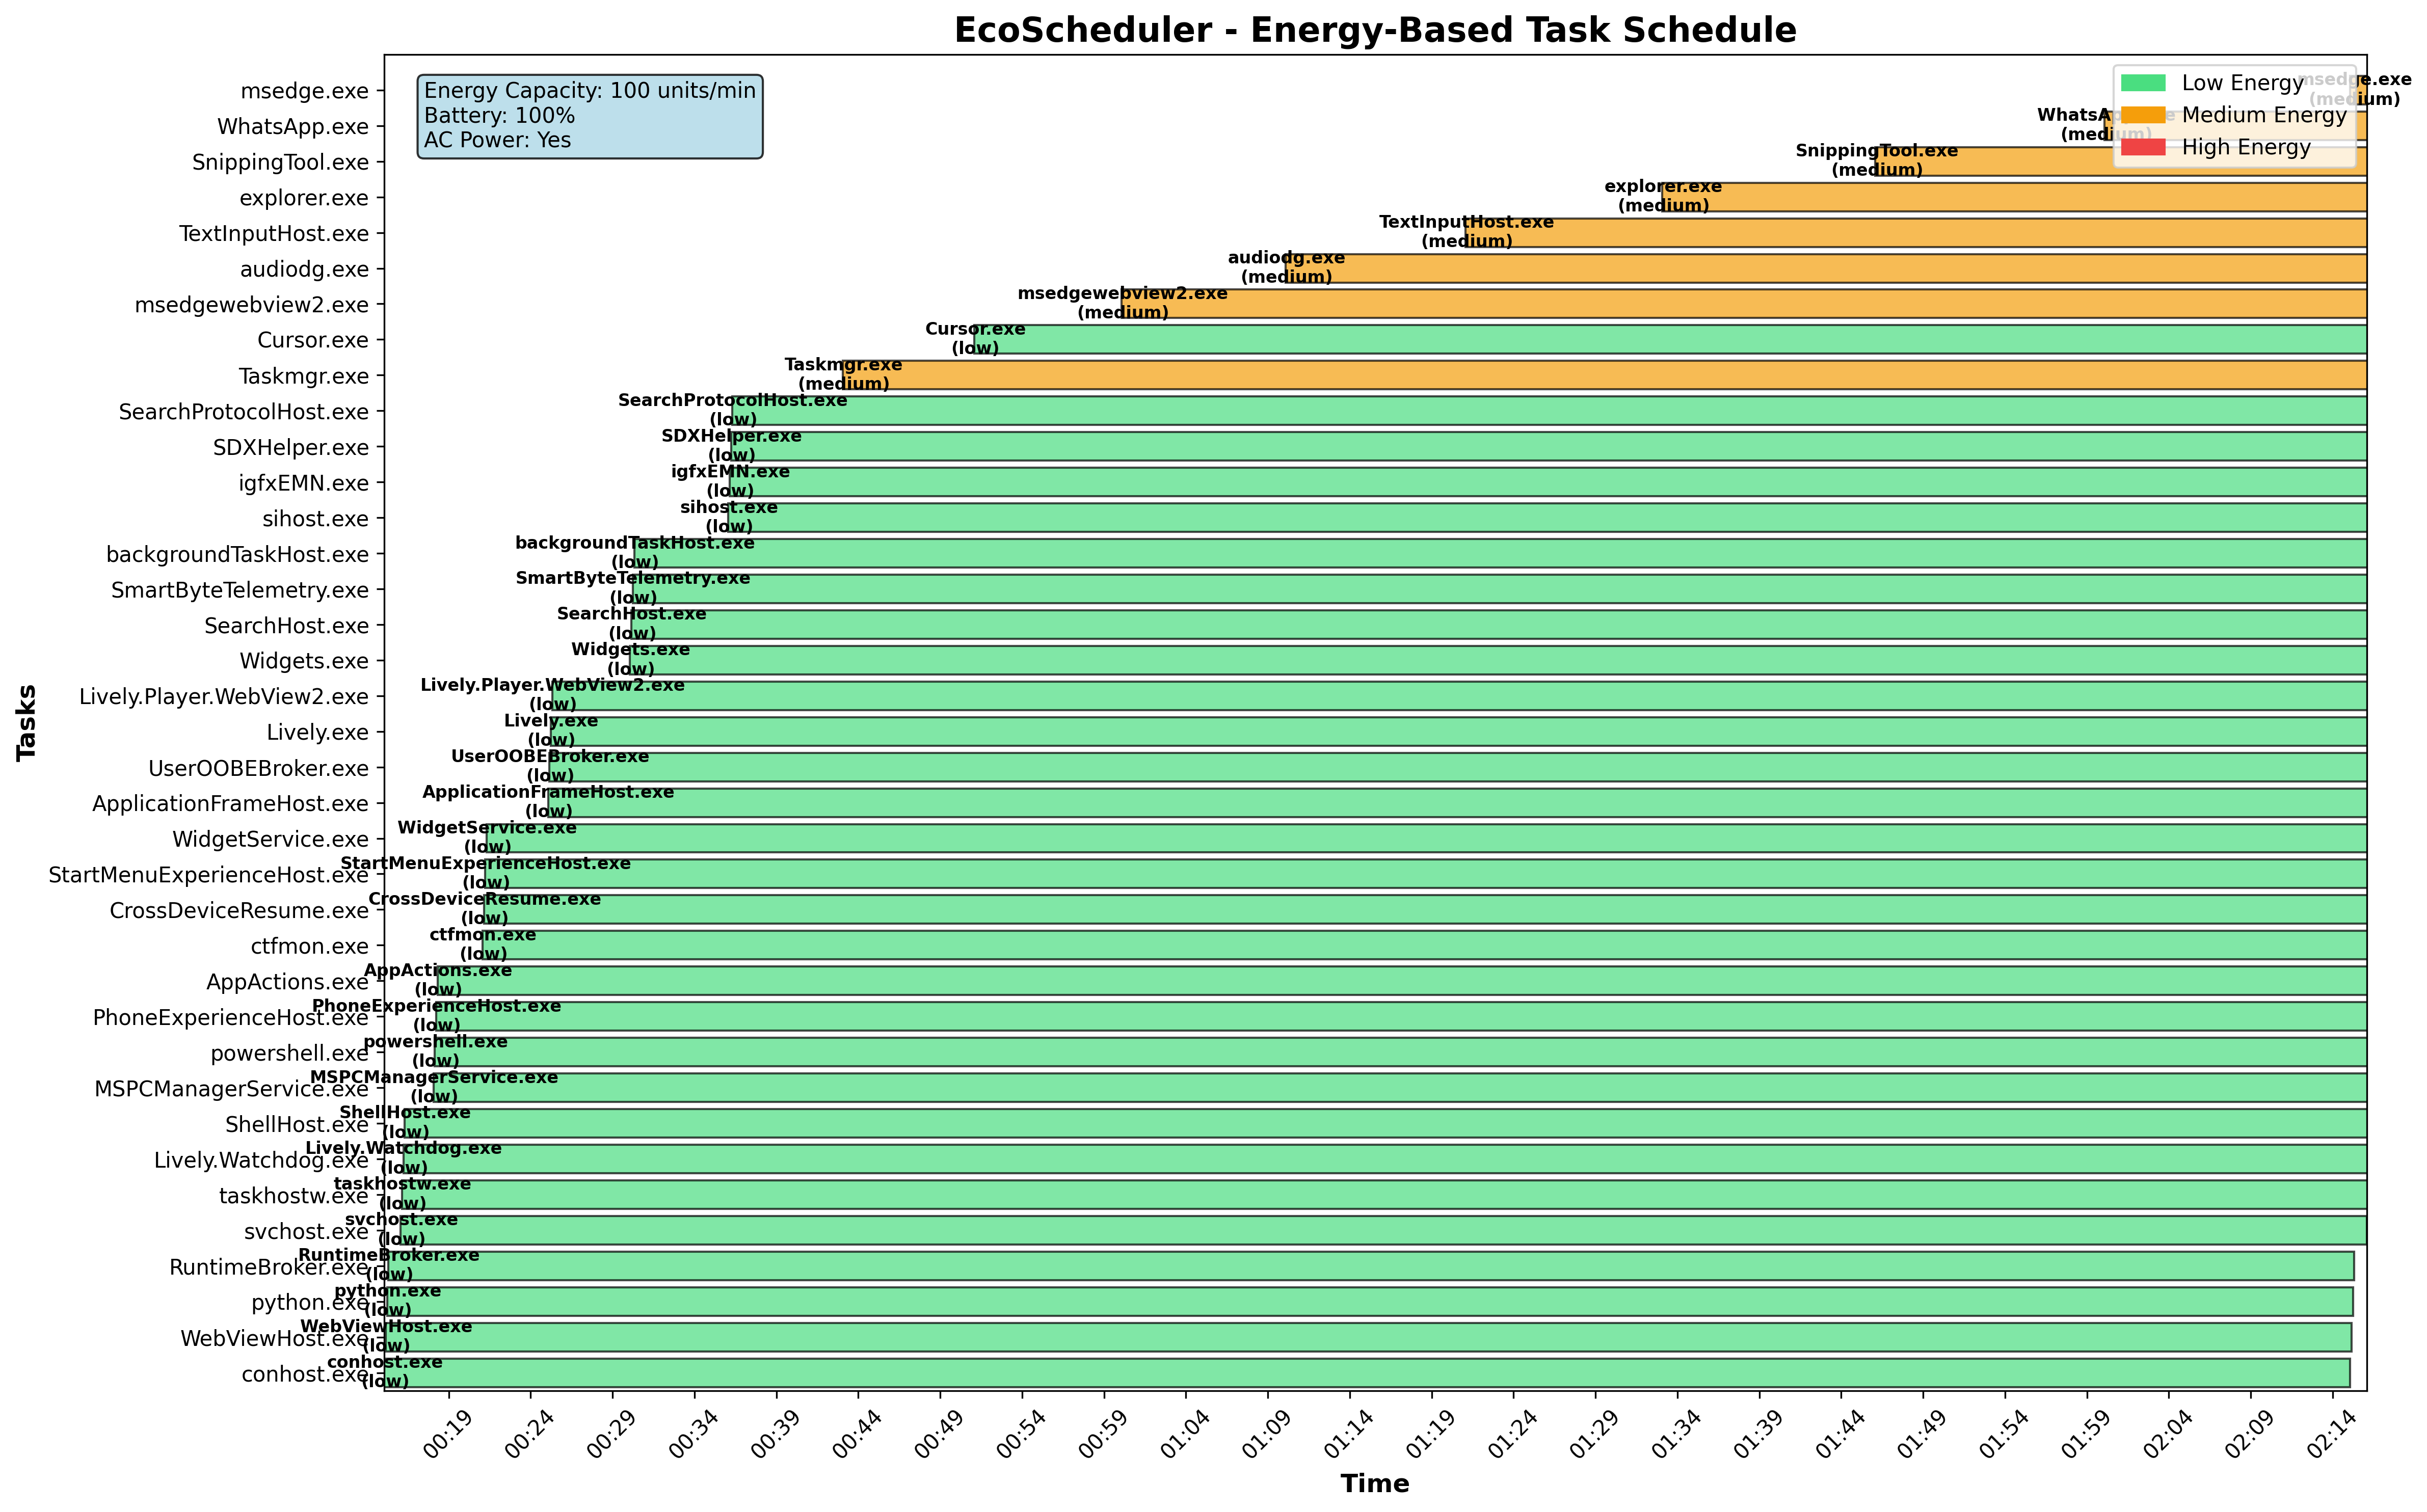 EcoScheduler - Energy-Based Task Schedule
Energy Capacity: 100 units/min
Battery: 100%
AC Power: Yes
Low Energy
Medium Energy
High Energy
Tasks
msedge.exe
msedge.exe
(medium)
WhatsApp.exe
WhatsApp.exe
(medium)
SnippingTool.exe
SnippingTool.exe
(medium)
explorer.exe
explorer.exe
(medium)
TextInputHost.exe
TextInputHost.exe
(medium)
audiodg.exe
audiodg.exe
(medium)
msedgewebview2.exe
msedgewebview2.exe
(medium)
Cursor.exe
Cursor.exe
(low)
Taskmgr.exe
Taskmgr.exe
(medium)
SearchProtocolHost.exe
SearchProtocolHost.exe
(low)
SDXHelper.exe
SDXHelper.exe
(low)
igfxEMN.exe
igfxEMN.exe
(low)
sihost.exe
sihost.exe
(low)
backgroundTaskHost.exe
backgroundTaskHost.exe
(low)
SmartByteTelemetry.exe
SmartByteTelemetry.exe
(low)
SearchHost.exe
SearchHost.exe
(low)
Widgets.exe
Widgets.exe
(low)
Lively.Player.WebView2.exe
Lively.Player.WebView2.exe
(low)
Lively.exe
Lively.exe
(low)
UserOOBEBroker.exe
UserOOBEBroker.exe
(low)
ApplicationFrameHost.exe
ApplicationFrameHost.exe
(low)
WidgetService.exe
WidgetService.exe
(low)
StartMenuExperienceHost.exe
StartMenuExperienceHost.exe
(low)
CrossDeviceResume.exe
CrossDeviceResume.exe
(low)
ctfmon.exe
ctfmon.exe
(low)
AppActions.exe
AppActions.exe
(low)
PhoneExperienceHost.exe
PhoneExperienceHost.exe
(low)
powershell.exe
powershell.exe
(low)
MSPCManagerService.exe
MSPCManagerService.exe
(low)
ShellHost.exe
ShellHost.exe
(low)
Lively.Watchdog.exe
Lively.Watchdog.exe
(low)
taskhostw.exe
taskhostw.exe
(low)
svchost.exe
svchost.exe
(low)
RuntimeBroker.exe
RuntimeBroker.exe
(low)
python.exe
python.exe
(low)
WebViewHost.exe
WebViewHost.exe
(low)
conhost.exe
conhost.exe
(low)
00:19 00:24 00:29 00:34 00:39 00:44 00:49 00:54 00:59 01:04 01:09 01:14 01:19 01:24 01:29 01:34 01:39 01:44 01:49 01:54 01:59 02:04 02:09 02:14
Time